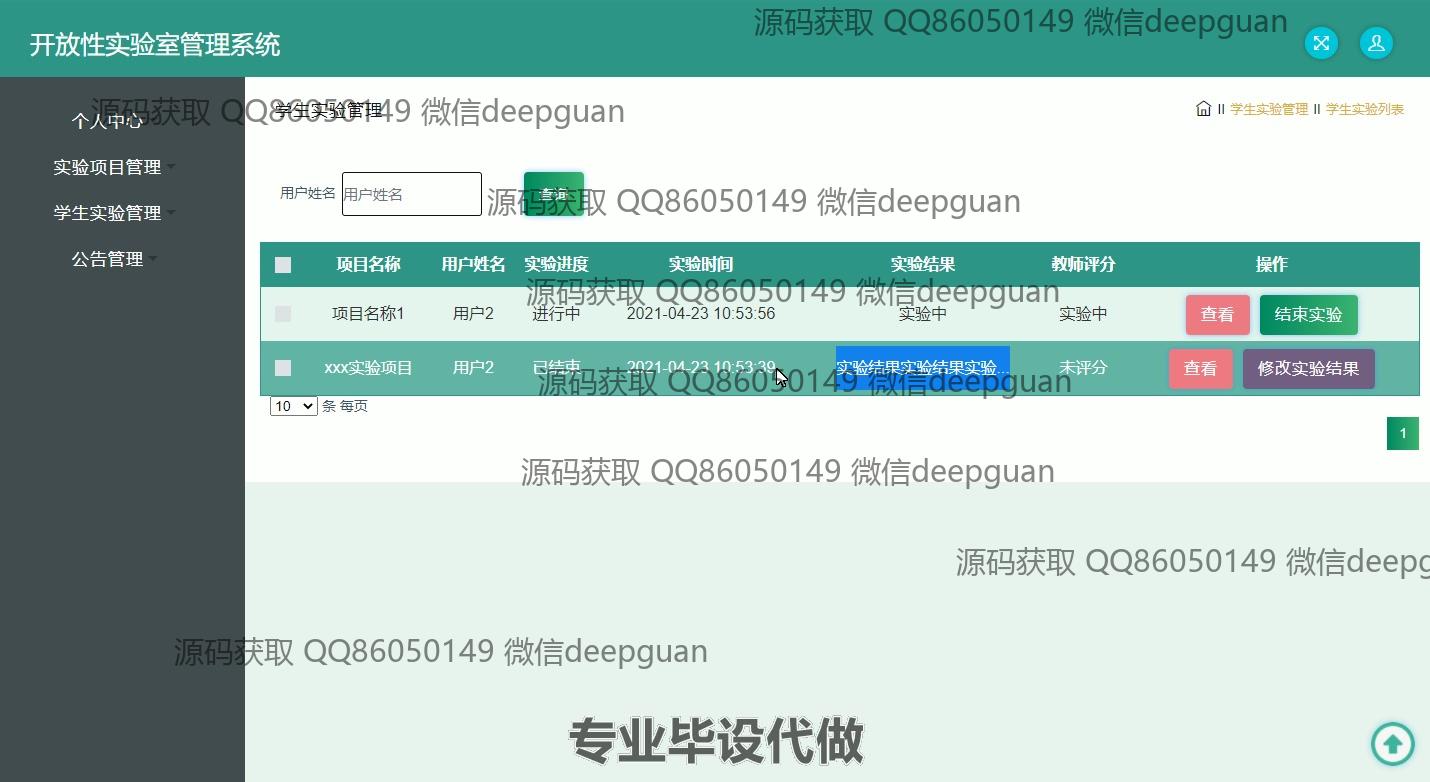 源码获取 QQ86050149 微信deepguan
开放性实验室管理系统
源码获取 QQ86050149 微信deepguan
学生实验管理
II 学生实验管理 II 学生实验列表
个人中心
实验项目管理
学生实验管理
公告管理
用户姓名 用户姓名 查询
源码获取 QQ86050149 微信deepguan
项目名称 用户姓名 实验进度 实验时间 实验结果 教师评分 操作
源码获取 QQ86050149 微信deepguan
项目名称1 用户2 进行中 2021-04-23 10:53:56 实验中 实验中 查看 结束实验
xxx实验项目 用户2 已结束 2021-04-23 10:53:39 实验结果实验结果实验... 未评分 查看 修改实验结果
源码获取 QQ86050149 微信deepguan
10 条 每页
1
源码获取 QQ86050149 微信deepguan
源码获取 QQ86050149 微信deepg
源码获取 QQ86050149 微信deepguan
专业毕设代做